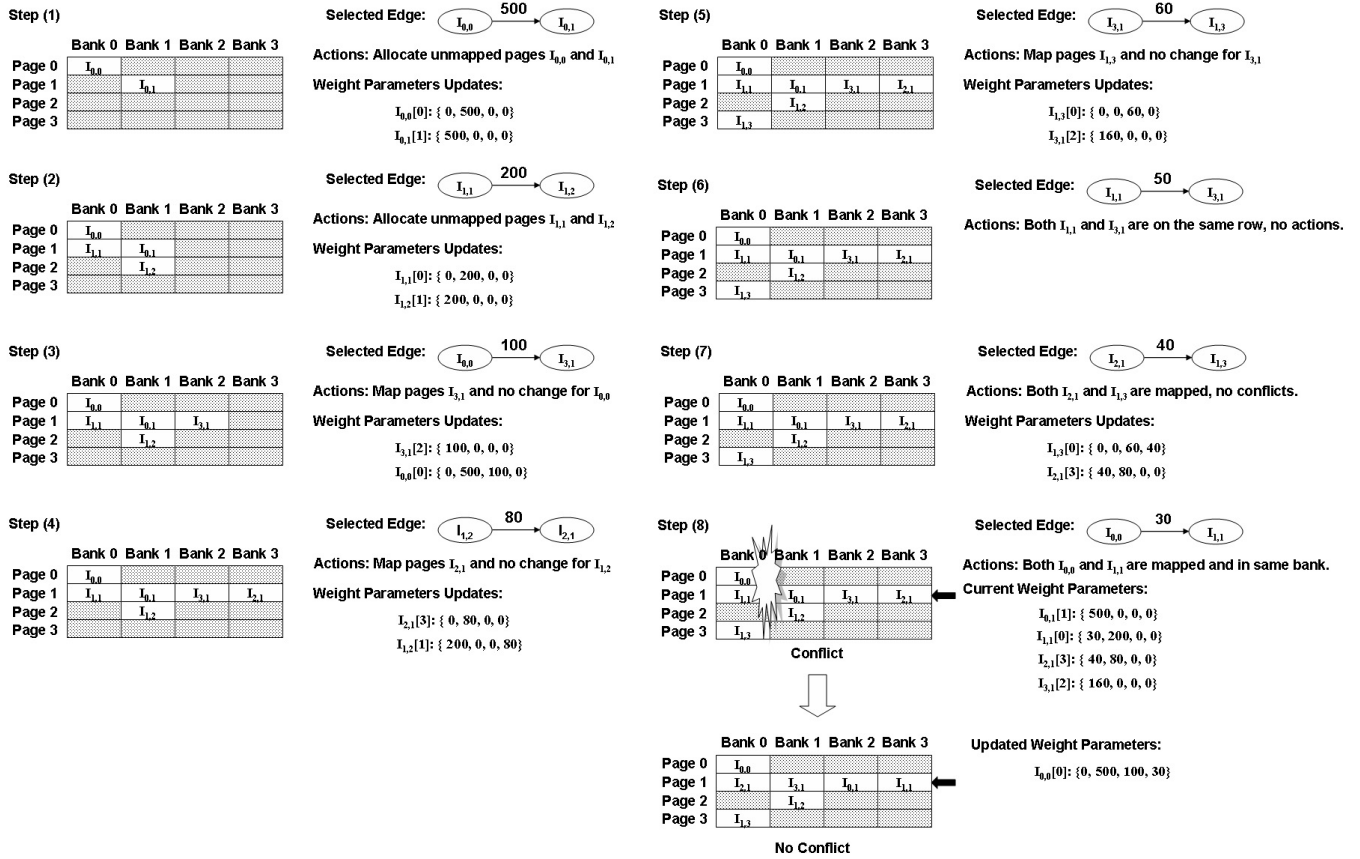 Step (1)
Selected Edge: I0,0 500 I0,1
Bank 0 Bank 1 Bank 2 Bank 3
Page 0 I0,0
Page 1 I0,1
Page 2
Page 3
Actions: Allocate unmapped pages I0,0 and I0,1
Weight Parameters Updates:
I0,0[0]: { 0, 500, 0, 0}
I0,1[1]: { 500, 0, 0, 0}
Step (2)
Selected Edge: I1,1 200 I1,2
Bank 0 Bank 1 Bank 2 Bank 3
Page 0 I0,0
Page 1 I1,1 I0,1
Page 2 I1,2
Page 3
Actions: Allocate unmapped pages I1,1 and I1,2
Weight Parameters Updates:
I1,1[0]: { 0, 200, 0, 0}
I1,2[1]: { 200, 0, 0, 0}
Step (3)
Selected Edge: I0,0 100 I3,1
Bank 0 Bank 1 Bank 2 Bank 3
Page 0 I0,0
Page 1 I1,1 I0,1 I3,1
Page 2 I1,2
Page 3
Actions: Map pages I3,1 and no change for I0,0
Weight Parameters Updates:
I3,1[2]: { 100, 0, 0, 0}
I0,0[0]: { 0, 500, 100, 0}
Step (4)
Selected Edge: I1,2 80 I2,1
Bank 0 Bank 1 Bank 2 Bank 3
Page 0 I0,0
Page 1 I1,1 I0,1 I3,1 I2,1
Page 2 I1,2
Page 3
Actions: Map pages I2,1 and no change for I1,2
Weight Parameters Updates:
I2,1[3]: { 0, 80, 0, 0}
I1,2[1]: { 200, 0, 0, 80}
Step (5)
Selected Edge: I3,1 60 I1,3
Bank 0 Bank 1 Bank 2 Bank 3
Page 0 I0,0
Page 1 I1,1 I0,1 I3,1 I2,1
Page 2 I1,2
Page 3 I1,3
Actions: Map pages I1,3 and no change for I3,1
Weight Parameters Updates:
I1,3[0]: { 0, 0, 60, 0}
I3,1[2]: { 160, 0, 0, 0}
Step (6)
Selected Edge: I1,1 50 I3,1
Bank 0 Bank 1 Bank 2 Bank 3
Page 0 I0,0
Page 1 I1,1 I0,1 I3,1 I2,1
Page 2 I1,2
Page 3 I1,3
Actions: Both I1,1 and I3,1 are on the same row, no actions.
Step (7)
Selected Edge: I2,1 40 I1,3
Bank 0 Bank 1 Bank 2 Bank 3
Page 0 I0,0
Page 1 I1,1 I0,1 I3,1 I2,1
Page 2 I1,2
Page 3 I1,3
Actions: Both I2,1 and I1,3 are mapped, no conflicts.
Weight Parameters Updates:
I1,3[0]: { 0, 0, 60, 40}
I2,1[3]: { 40, 80, 0, 0}
Step (8)
Selected Edge: I0,0 30 I1,1
Bank 0 Bank 1 Bank 2 Bank 3
Page 0 I0,0
Page 1 I1,1 I0,1 I3,1 I2,1
Page 2 I1,2
Page 3 I1,3
Conflict
Actions: Both I0,0 and I1,1 are mapped and in same bank.
Current Weight Parameters:
I0,1[1]: { 500, 0, 0, 0}
I1,1[0]: { 30, 200, 0, 0}
I2,1[3]: { 40, 80, 0, 0}
I3,1[2]: { 160, 0, 0, 0}
Bank 0 Bank 1 Bank 2 Bank 3
Page 0 I0,0
Page 1 I2,1 I3,1 I0,1 I1,1
Page 2 I1,2
Page 3 I1,3
No Conflict
Updated Weight Parameters:
I0,0[0]: {0, 500, 100, 30}